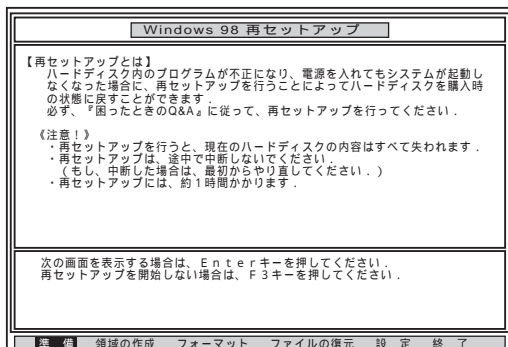 Windows 98 再セットアップ
【再セットアップとは】
ハードディスク内のプログラムが不正になり、電源を入れてもシステムが起動し
なくなった場合に、再セットアップを行うことによってハードディスクを購入時
の状態に戻すことができます．
必ず、『困ったときのQ&A』に従って、再セットアップを行ってください．
《注意！》
・再セットアップを行うと、現在のハードディスクの内容はすべて失われます．
・再セットアップは、途中で中断しないでください．
（もし、中断した場合は、最初からやり直してください．）
・再セットアップには、約１時間かかります．
次の画面を表示する場合は、Ｅｎｔｅｒキーを押してください．
再セットアップを開始しない場合は、Ｆ３キーを押してください．
準　備　領域の作成　フォーマット　ファイルの復元　設　定　終　了